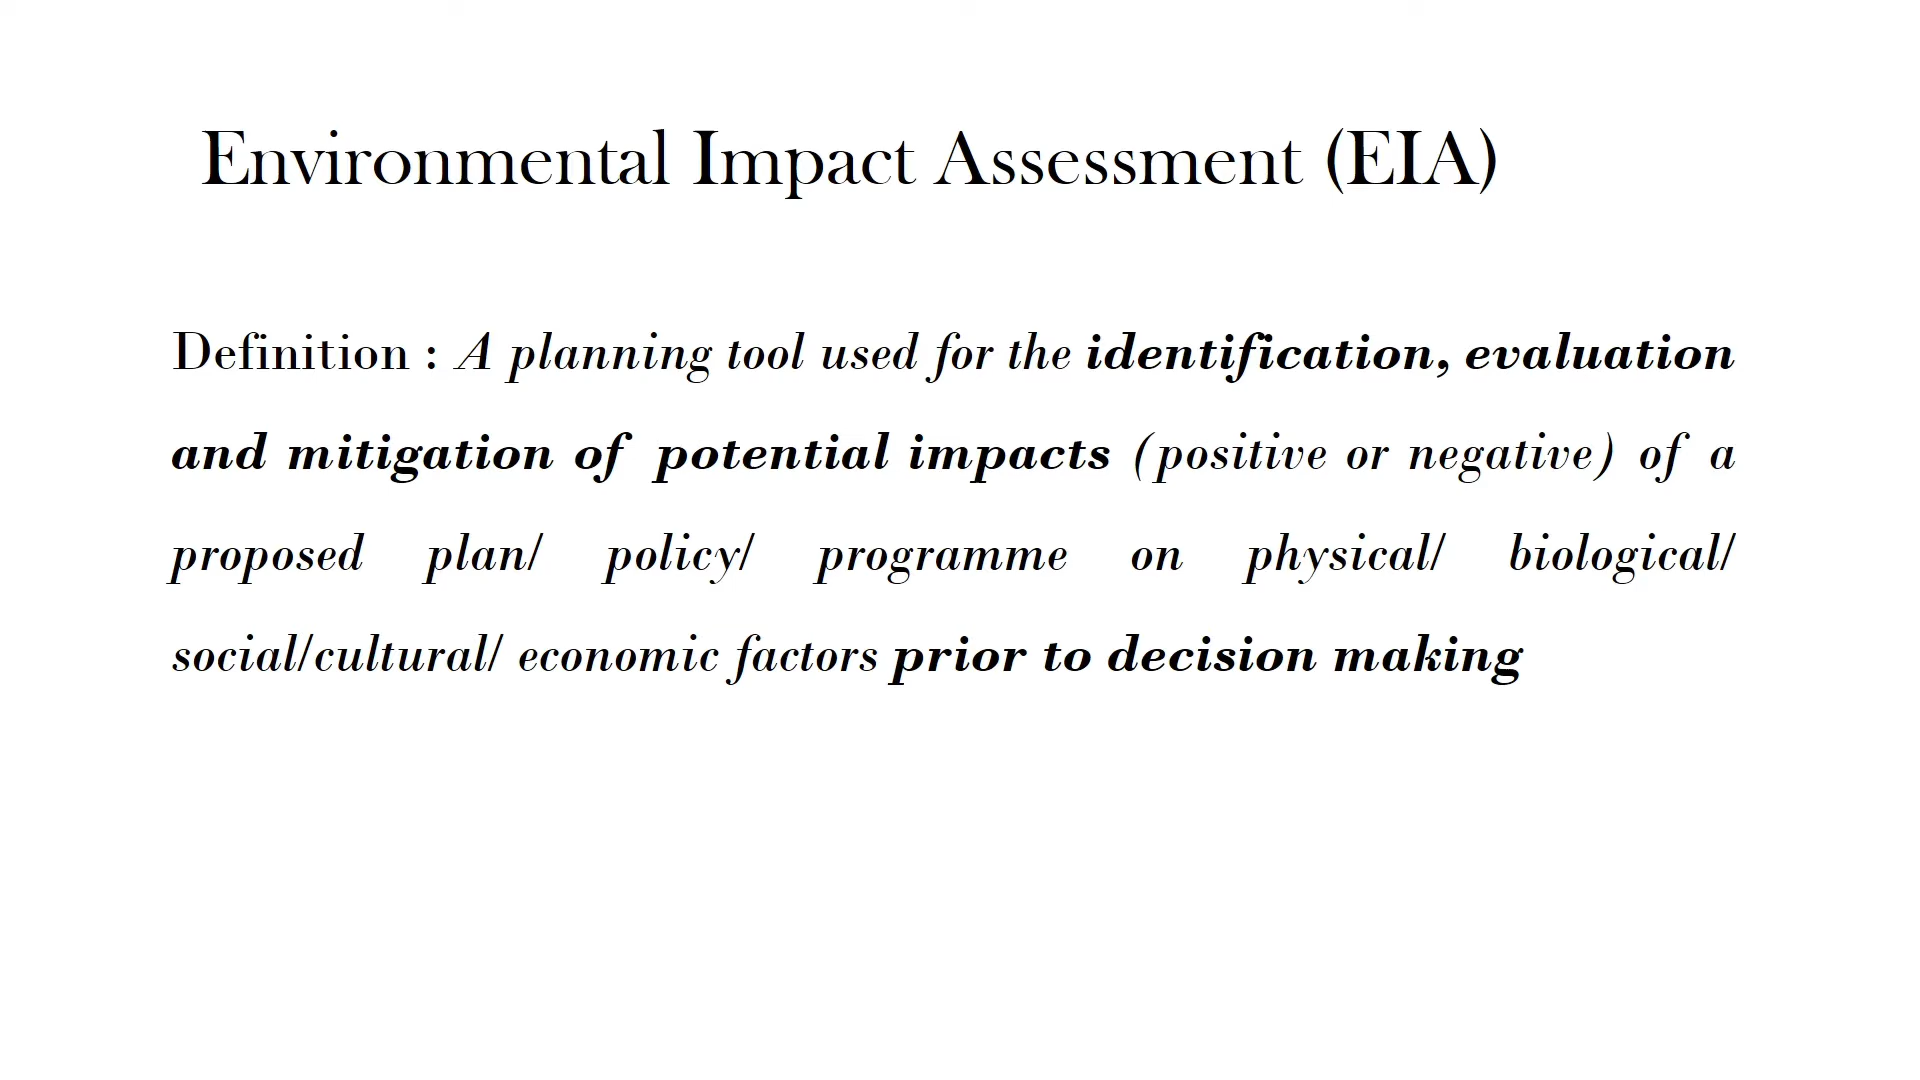 Environmental Impact Assessment (EIA)
Definition : A planning tool used for the identification, evaluation
and mitigation of potential impacts (positive or negative) of a
proposed plan/ policy/ programme on physical/ biological/
social/cultural/ economic factors prior to decision making